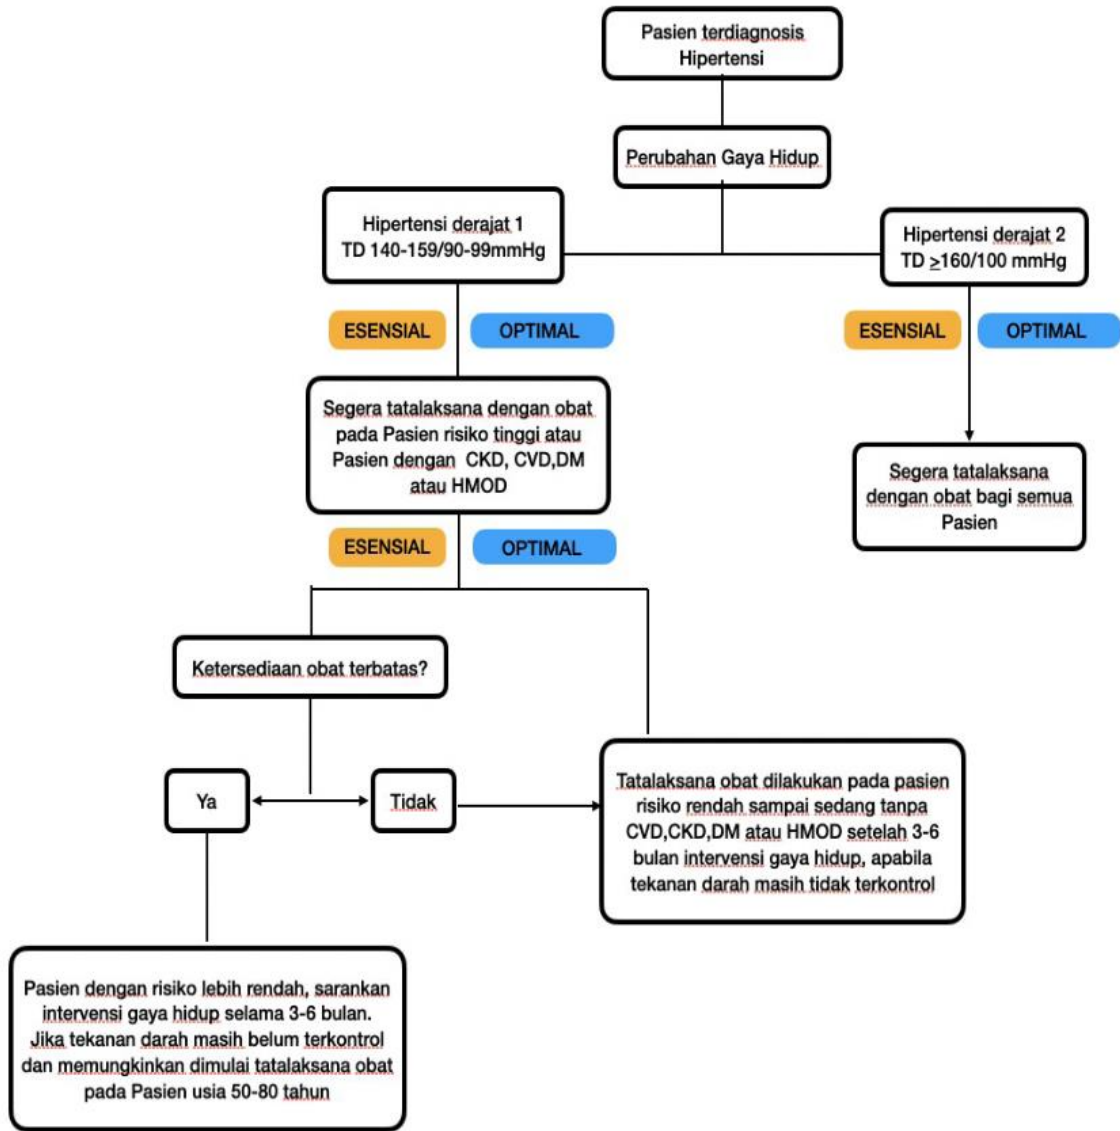 Pasien terdiagnosis
Hipertensi
Perubahan Gaya Hidup
Hipertensi derajat 1
TD 140-159/90-99mmHg
Hipertensi derajat 2
TD ≥160/100 mmHg
ESENSIAL
OPTIMAL
ESENSIAL
OPTIMAL
Segera tatalaksana dengan obat
pada Pasien risiko tinggi atau
Pasien dengan CKD, CVD,DM
atau HMOD
Segera tatalaksana
dengan obat bagi semua
Pasien
ESENSIAL
OPTIMAL
Ketersediaan obat terbatas?
Ya
Tidak
Tatalaksana obat dilakukan pada pasien
risiko rendah sampai sedang tanpa
CVD,CKD,DM atau HMOD setelah 3-6
bulan intervensi gaya hidup, apabila
tekanan darah masih tidak terkontrol
Pasien dengan risiko lebih rendah, sarankan
intervensi gaya hidup selama 3-6 bulan.
Jika tekanan darah masih belum terkontrol
dan memungkinkan dimulai tatalaksana obat
pada Pasien usia 50-80 tahun